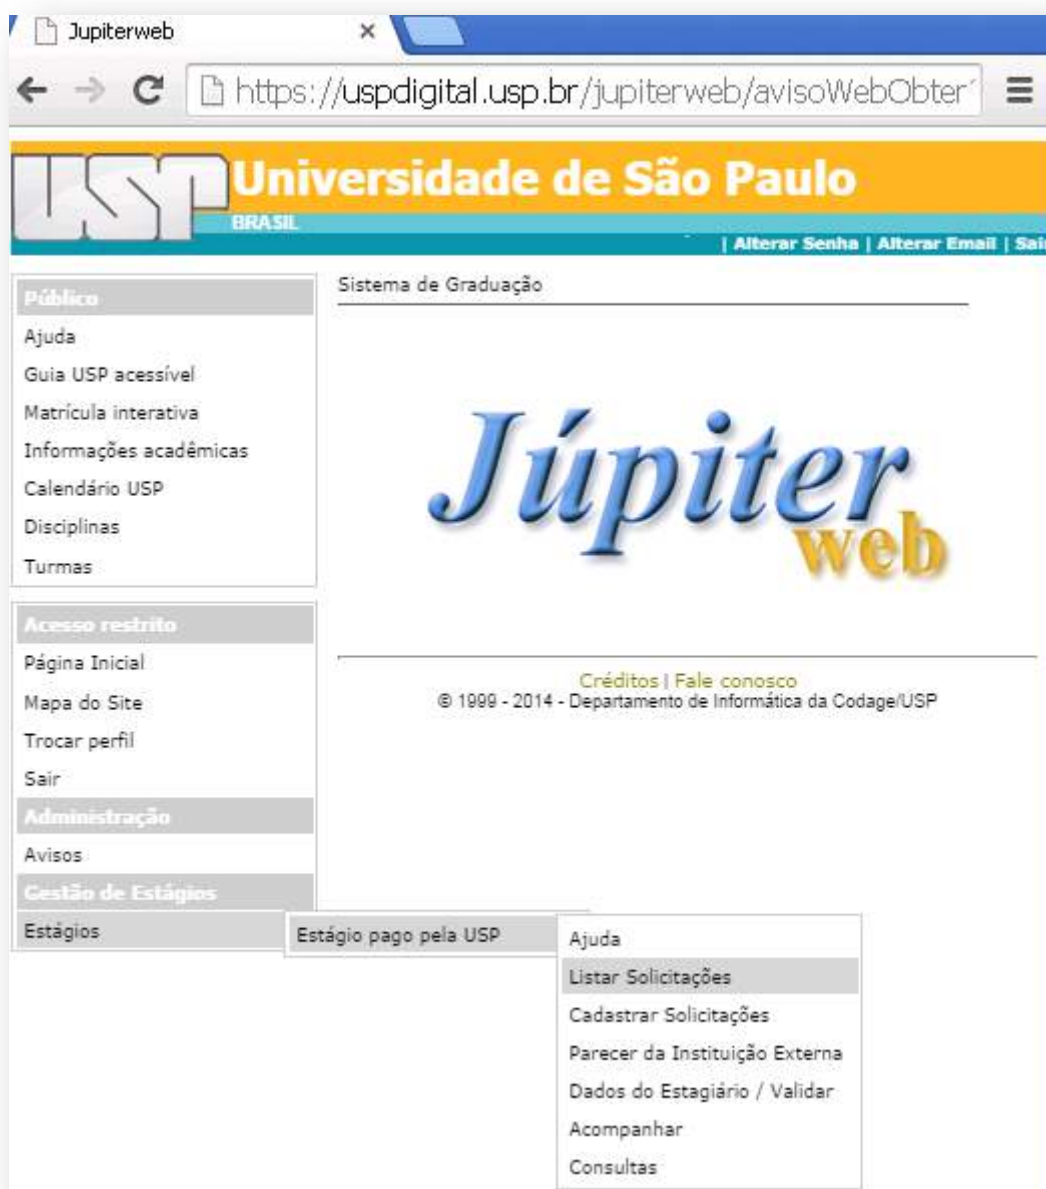 Jupiterweb
https://uspdigital.usp.br/jupiterweb/avisoWebObter
USP
Universidade de São Paulo
BRASIL
| Alterar Senha | Alterar Email | Sair
Público
Ajuda
Guia USP acessível
Matrícula interativa
Informações acadêmicas
Calendário USP
Disciplinas
Turmas
Acesso restrito
Página Inicial
Mapa do Site
Trocar perfil
Sair
Administração
Avisos
Gestão de Estágios
Estágios
Estágio pago pela USP
Ajuda
Listar Solicitações
Cadastrar Solicitações
Parecer da Instituição Externa
Dados do Estagiário / Validar
Acompanhar
Consultas
Sistema de Graduação
Júpiter
web
Créditos | Fale conosco
© 1999 - 2014 - Departamento de Informática da Codage/USP